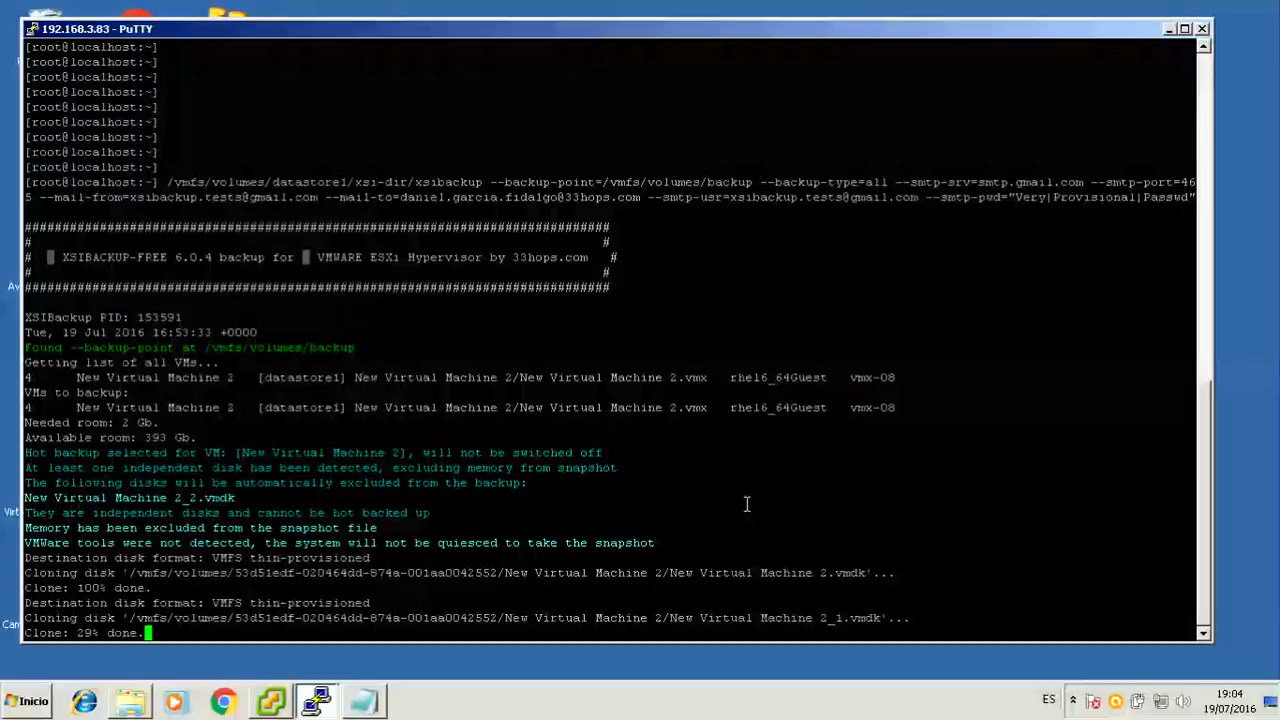 192.168.3.83 - PuTTY
[root@localhost:~]
[root@localhost:~]
[root@localhost:~]
[root@localhost:~]
[root@localhost:~]
[root@localhost:~]
[root@localhost:~]
[root@localhost:~]
[root@localhost:~]
[root@localhost:~] /vmfs/volumes/datastore1/xsi-dir/xsibackup --backup-point=/vmfs/volumes/backup --backup-type=all --smtp-srv=smtp.gmail.com --smtp-port=46
5 --mail-from=xsibackup.tests@gmail.com --mail-to=daniel.garcia.fidalgo@33hops.com --smtp-usr=xsibackup.tests@gmail.com --smtp-pwd="Very|Provisional|Passwd"
##############################################################################
# #
# XSIBACKUP-FREE 6.0.4 backup for VMWARE ESXi Hypervisor by 33hops.com #
# #
##############################################################################
XSIBackup PID: 153591
Tue, 19 Jul 2016 16:53:33 +0000
Found --backup-point at /vmfs/volumes/backup
Getting list of all VMs...
4 New Virtual Machine 2 [datastore1] New Virtual Machine 2/New Virtual Machine 2.vmx rhel6_64Guest vmx-08
VMs to backup:
4 New Virtual Machine 2 [datastore1] New Virtual Machine 2/New Virtual Machine 2.vmx rhel6_64Guest vmx-08
Needed room: 2 Gb.
Available room: 393 Gb.
Hot backup selected for VM: [New Virtual Machine 2], will not be switched off
At least one independent disk has been detected, excluding memory from snapshot
The following disks will be automatically excluded from the backup:
New Virtual Machine 2_2.vmdk
They are independent disks and cannot be hot backed up
Memory has been excluded from the snapshot file
VMWare tools were not detected, the system will not be quiesced to take the snapshot
Destination disk format: VMFS thin-provisioned
Cloning disk '/vmfs/volumes/53d51edf-020464dd-874a-001aa0042552/New Virtual Machine 2/New Virtual Machine 2.vmdk'...
Clone: 100% done.
Destination disk format: VMFS thin-provisioned
Cloning disk '/vmfs/volumes/53d51edf-020464dd-874a-001aa0042552/New Virtual Machine 2/New Virtual Machine 2_1.vmdk'...
Clone: 29% done.
Inicio
ES
19:04
19/07/2016